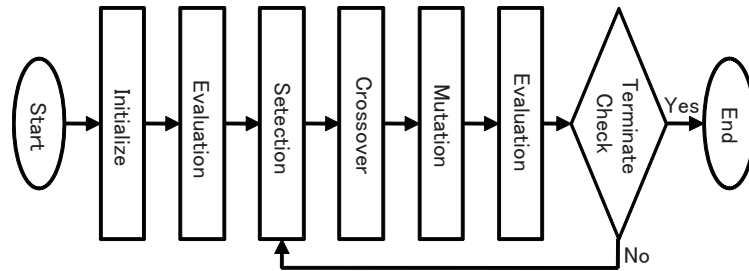 Start
Initialize
Evaluation
Setection
Crossover
Mutation
Evaluation
Terminate
Check
Yes
End
No